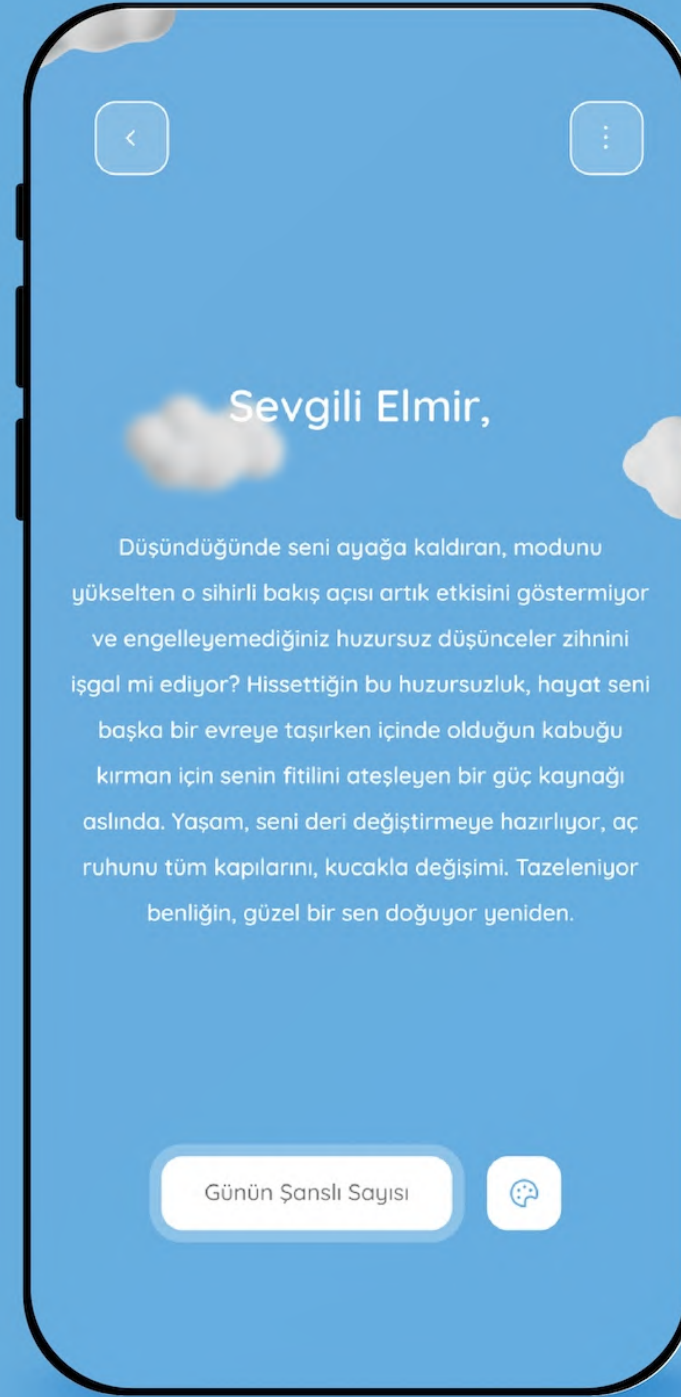 Sevgili Elmir,
Düşündüğünde seni ayağa kaldıran, modunu
yükselten o sihirli bakış açısı artık etkisini göstermiyor
ve engelleyemediğiniz huzursuz düşünceler zihnini
işgal mi ediyor? Hissettiğin bu huzursuzluk, hayat seni
başka bir evreye taşırken içinde olduğun kabuğu
kırman için senin fitilini ateşleyen bir güç kaynağı
aslında. Yaşam, seni deri değiştirmeye hazırlıyor, aç
ruhunu tüm kapılarını, kucakla değişimi. Tazeleniyor
benliğin, güzel bir sen doğuyor yeniden.
Günün Şanslı Sayısı